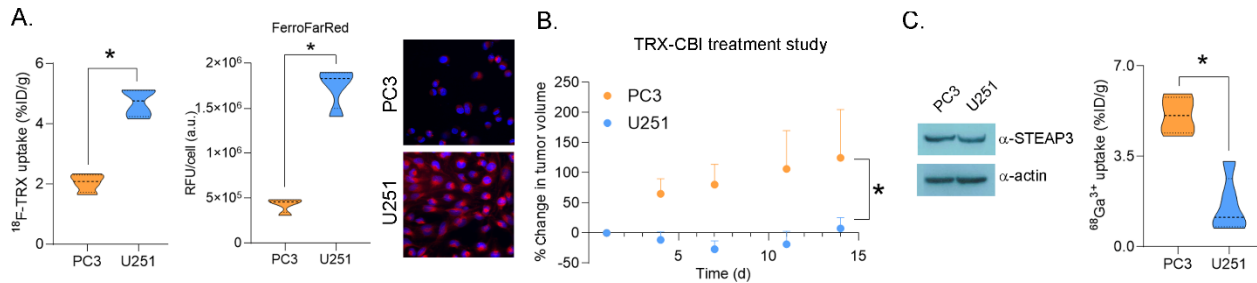 A.
¹⁸F-TRX uptake (%ID/g)
6
4
2
0
*
PC3
U251
FerroFarRed
RFU/cell (a.u.)
2×10⁶
1.5×10⁶
1×10⁶
5×10⁵
0
*
PC3
U251
PC3
U251
B.
TRX-CBI treatment study
% Change in tumor volume
250
200
150
100
50
0
-50
PC3
U251
*
5
10
15
Time (d)
C.
PC3
U251
α-STEAP3
α-actin
⁶⁸Ga³⁺ uptake (%ID/g)
7.0
3.5
0.0
*
PC3
U251